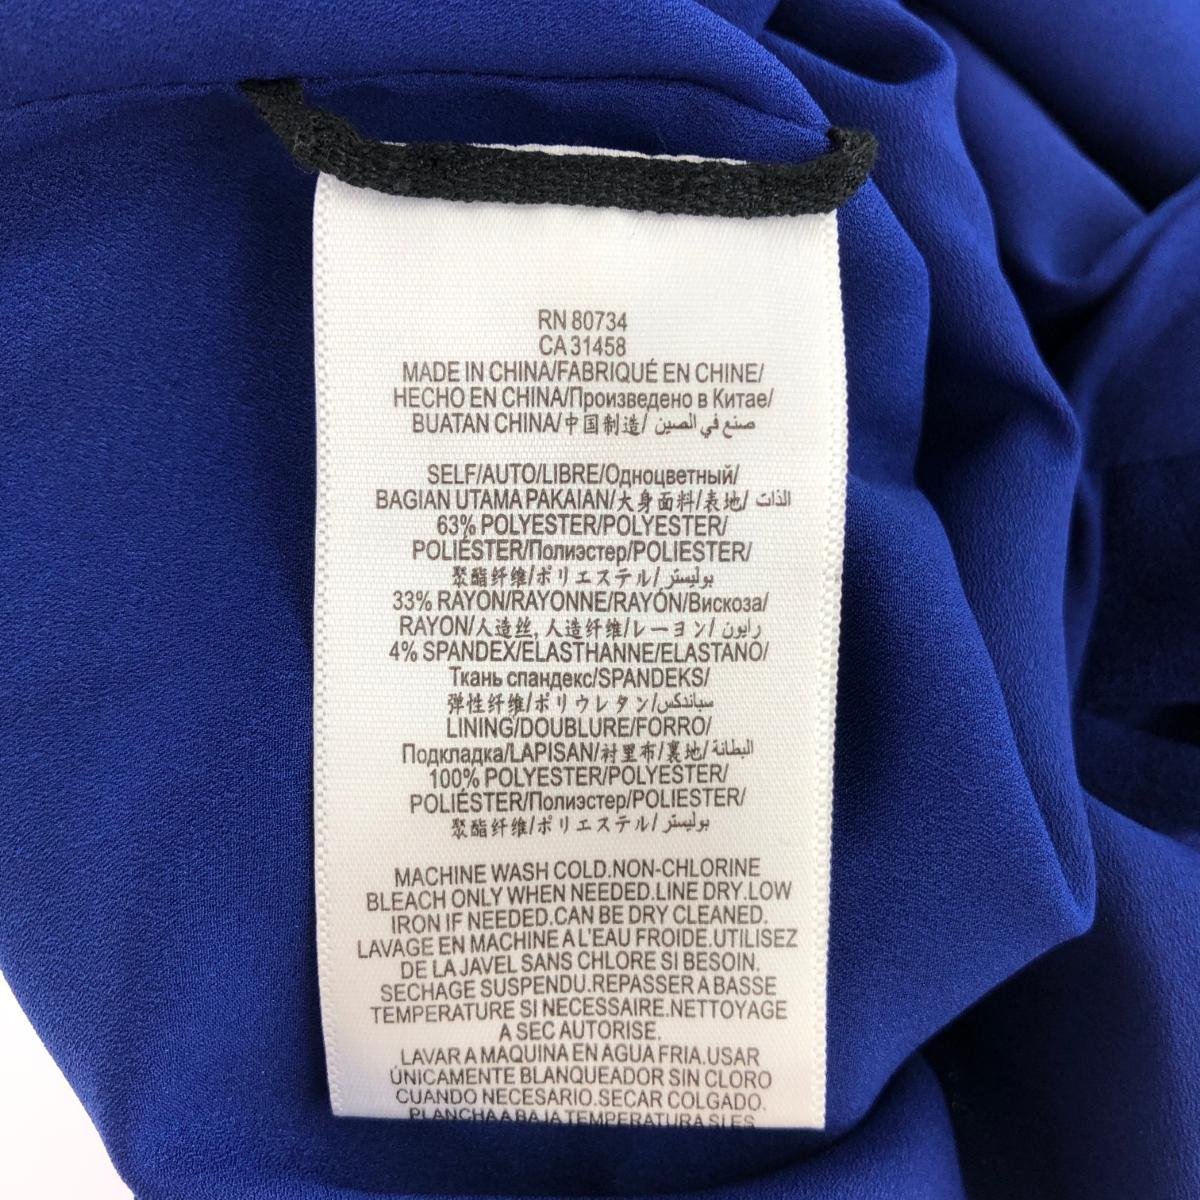 RN 80734
CA 31458
MADE IN CHINA/FABRIQUÉ EN CHINE/
HECHO EN CHINA/Произведено в Китае/
BUATAN CHINA/中国制造/ صنع في الصين
SELF/AUTO/LIBRE/Одноцветный/
BAGIAN UTAMA PAKAIAN/大身面料/表地/ الذات
63% POLYESTER/POLYESTER/
POLIÉSTER/Полиэстер/POLIESTER/
聚酯纤维/ポリエステル/ بوليستر
33% RAYON/RAYONNE/RAYÓN/Вискоза/
RAYON/人造丝, 人造纤维/レーヨン/ رايون
4% SPANDEX/ELASTHANNE/ELASTANO/
Ткань спандекс/SPANDEKS/
弹性纤维/ポリウレタン/ سباندكس
LINING/DOUBLURE/FORRO/
Подкладка/LAPISAN/衬里布/裏地/ البطانة
100% POLYESTER/POLYESTER/
POLIÉSTER/Полиэстер/POLIESTER/
聚酯纤维/ポリエステル/ بوليستر
MACHINE WASH COLD.NON-CHLORINE
BLEACH ONLY WHEN NEEDED.LINE DRY.LOW
IRON IF NEEDED.CAN BE DRY CLEANED.
LAVAGE EN MACHINE A L'EAU FROIDE.UTILISEZ
DE LA JAVEL SANS CHLORE SI BESOIN.
SECHAGE SUSPENDU.REPASSER A BASSE
TEMPERATURE SI NECESSAIRE.NETTOYAGE
A SEC AUTORISE.
LAVAR A MAQUINA EN AGUA FRIA.USAR
ÚNICAMENTE BLANQUEADOR SIN CLORO
CUANDO NECESARIO.SECAR COLGADO.
PLANCHA A BAJA TEMPERATURA SI ES